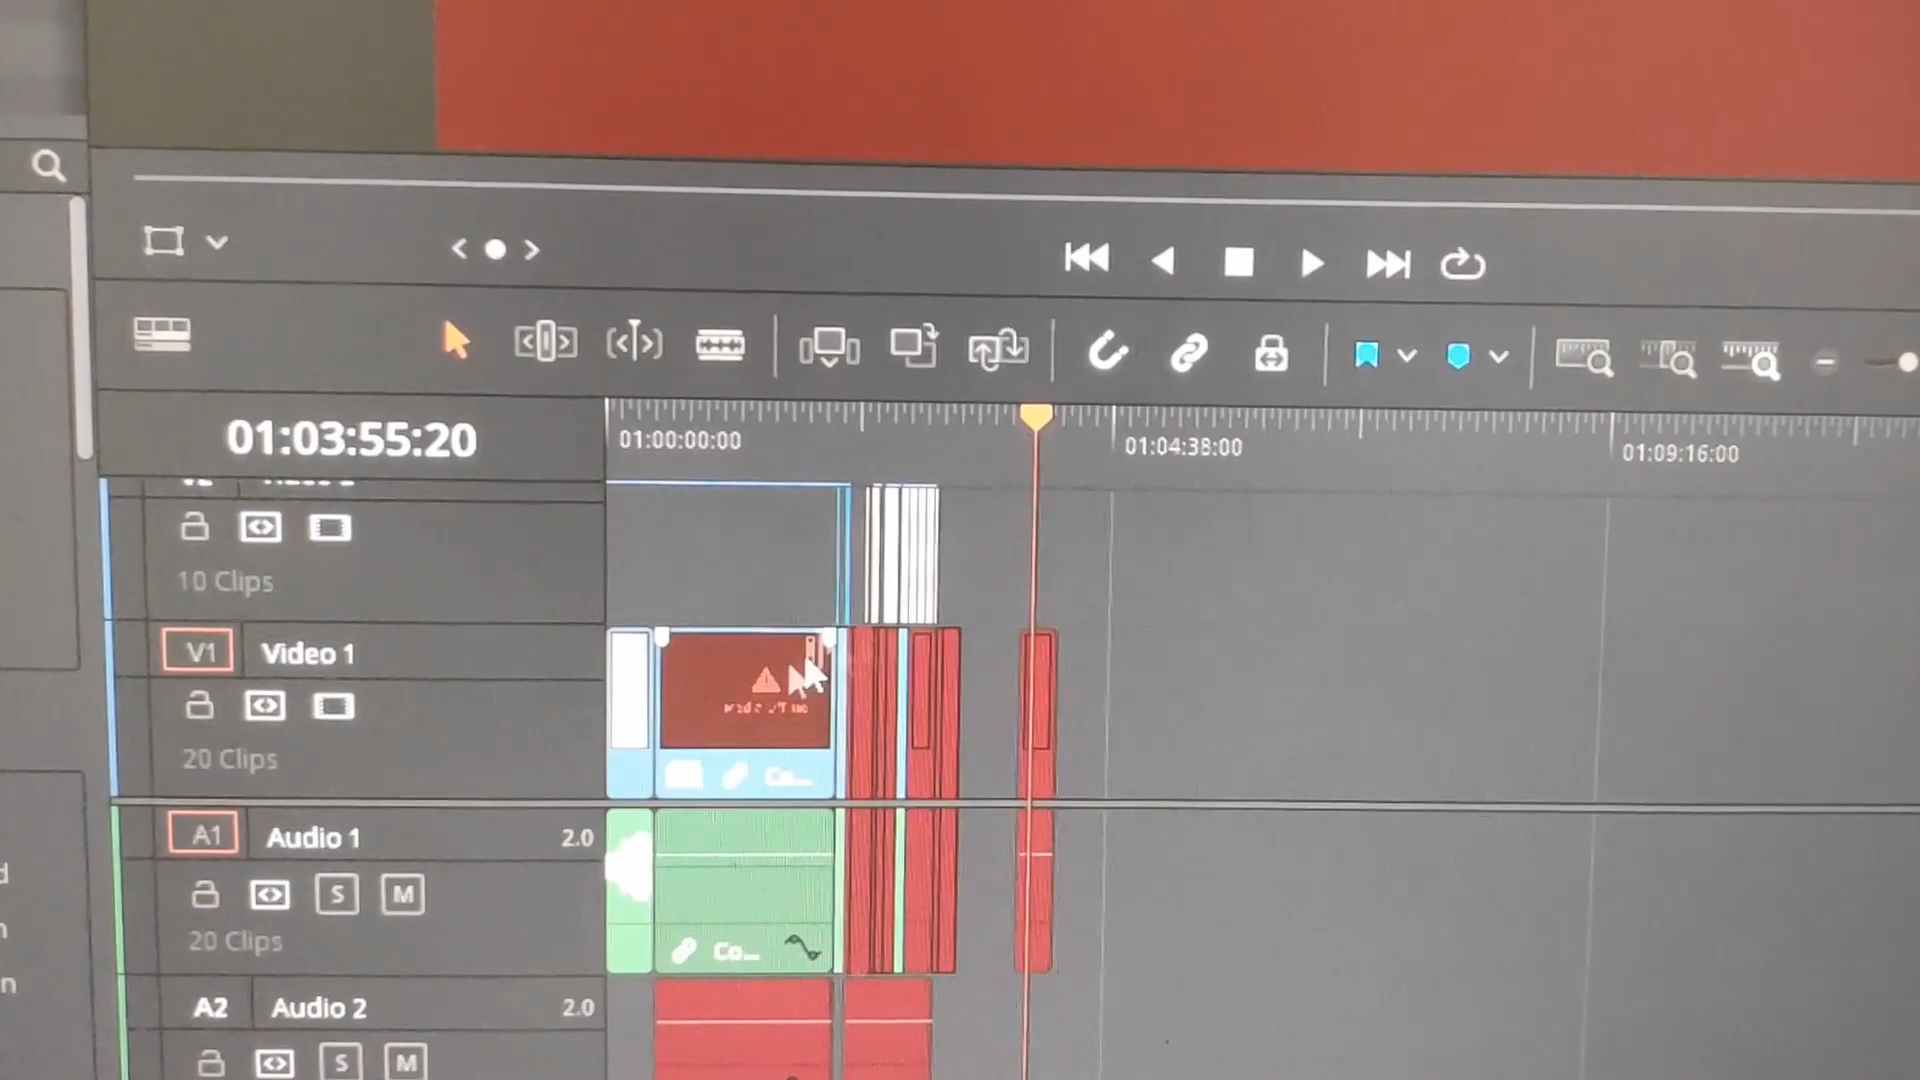 01:03:55:20
01:00:00:00
01:04:38:00
01:09:16:00
10 Clips
V1 Video 1
20 Clips
Co...
A1 Audio 1 2.0
S M
20 Clips
Co...
A2 Audio 2 2.0
S M